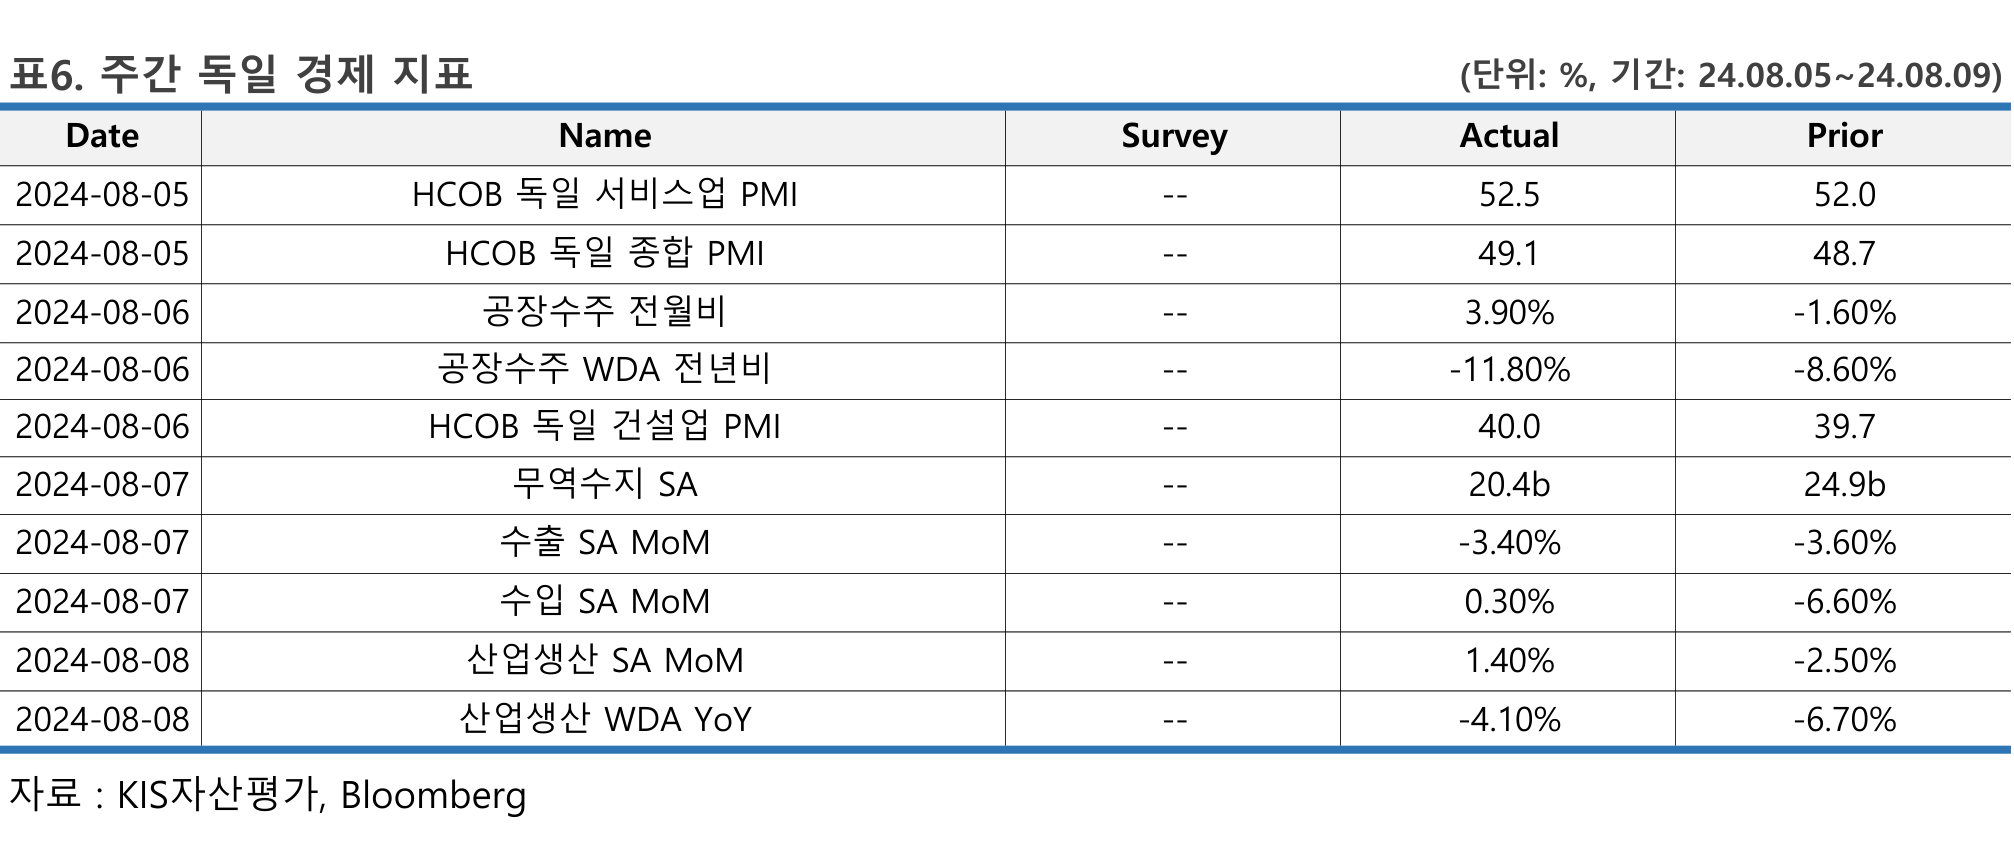 표6. 주간 독일 경제 지표 (단위: %, 기간: 24.08.05~24.08.09)
Date Name Survey Actual Prior
2024-08-05 HCOB 독일 서비스업 PMI -- 52.5 52.0
2024-08-05 HCOB 독일 종합 PMI -- 49.1 48.7
2024-08-06 공장수주 전월비 -- 3.90% -1.60%
2024-08-06 공장수주 WDA 전년비 -- -11.80% -8.60%
2024-08-06 HCOB 독일 건설업 PMI -- 40.0 39.7
2024-08-07 무역수지 SA -- 20.4b 24.9b
2024-08-07 수출 SA MoM -- -3.40% -3.60%
2024-08-07 수입 SA MoM -- 0.30% -6.60%
2024-08-08 산업생산 SA MoM -- 1.40% -2.50%
2024-08-08 산업생산 WDA YoY -- -4.10% -6.70%
자료 : KIS자산평가, Bloomberg